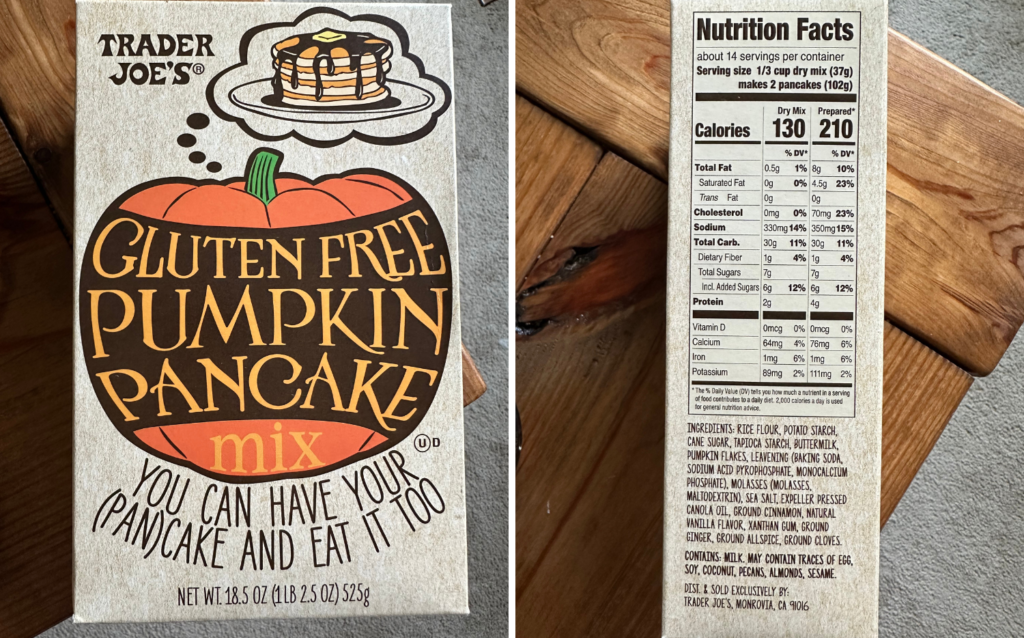 TRADER
JOE'S®
GLUTEN FREE
PUMPKIN
PANCAKE
mix
U D
YOU CAN HAVE YOUR
(PAN)CAKE AND EAT IT TOO
NET WT. 18.5 OZ (1 LB 2.5 OZ) 525g
Nutrition Facts
about 14 servings per container
Serving size 1/3 cup dry mix (37g)
makes 2 pancakes (102g)
Dry Mix Prepared*
Calories 130 210
% DV* % DV*
Total Fat 0.5g 1% 8g 10%
Saturated Fat 0g 0% 4.5g 23%
Trans Fat 0g 0g
Cholesterol 0mg 0% 70mg 23%
Sodium 330mg 14% 350mg 15%
Total Carb. 30g 11% 30g 11%
Dietary Fiber 1g 4% 1g 4%
Total Sugars 7g 7g
Incl. Added Sugars 6g 12% 6g 12%
Protein 2g 4g
Vitamin D 0mcg 0% 0mcg 0%
Calcium 64mg 4% 76mg 6%
Iron 1mg 6% 1mg 6%
Potassium 89mg 2% 111mg 2%
* The % Daily Value (DV) tells you how much a nutrient in a serving
of food contributes to a daily diet. 2,000 calories a day is used
for general nutrition advice.
INGREDIENTS: RICE FLOUR, POTATO STARCH,
CANE SUGAR, TAPIOCA STARCH, BUTTERMILK,
PUMPKIN FLAKES, LEAVENING (BAKING SODA,
SODIUM ACID PYROPHOSPHATE, MONOCALCIUM
PHOSPHATE), MOLASSES (MOLASSES,
MALTODEXTRIN), SEA SALT, EXPELLER PRESSED
CANOLA OIL, GROUND CINNAMON, NATURAL
VANILLA FLAVOR, XANTHAN GUM, GROUND
GINGER, GROUND ALLSPICE, GROUND CLOVES.
CONTAINS: MILK. MAY CONTAIN TRACES OF EGG,
SOY, COCONUT, PECANS, ALMONDS, SESAME.
DIST. & SOLD EXCLUSIVELY BY:
TRADER JOE'S, MONROVIA, CA 91016